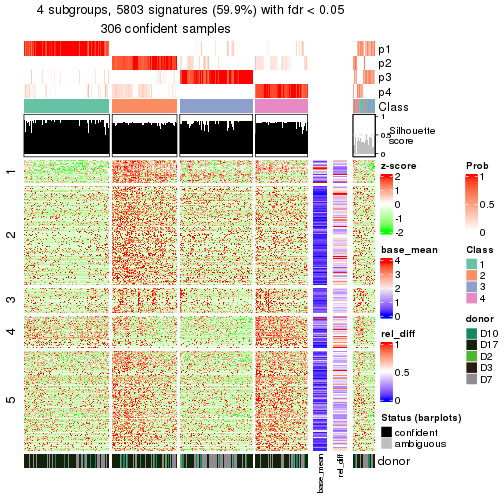 4 subgroups, 5803 signatures (59.9%) with fdr < 0.05
306 confident samples
p1
p2
p3
p4
Class
1
0.5
0
Silhouette
score
1
2
3
4
5
donor
base_mean
rel_diff
z-score
2
1
0
-1
-2
base_mean
4
3
2
1
0
rel_diff
1
0.5
0
Status (barplots)
confident
ambiguous
Prob
1
0.5
0
Class
1
2
3
4
donor
D10
D17
D2
D3
D7